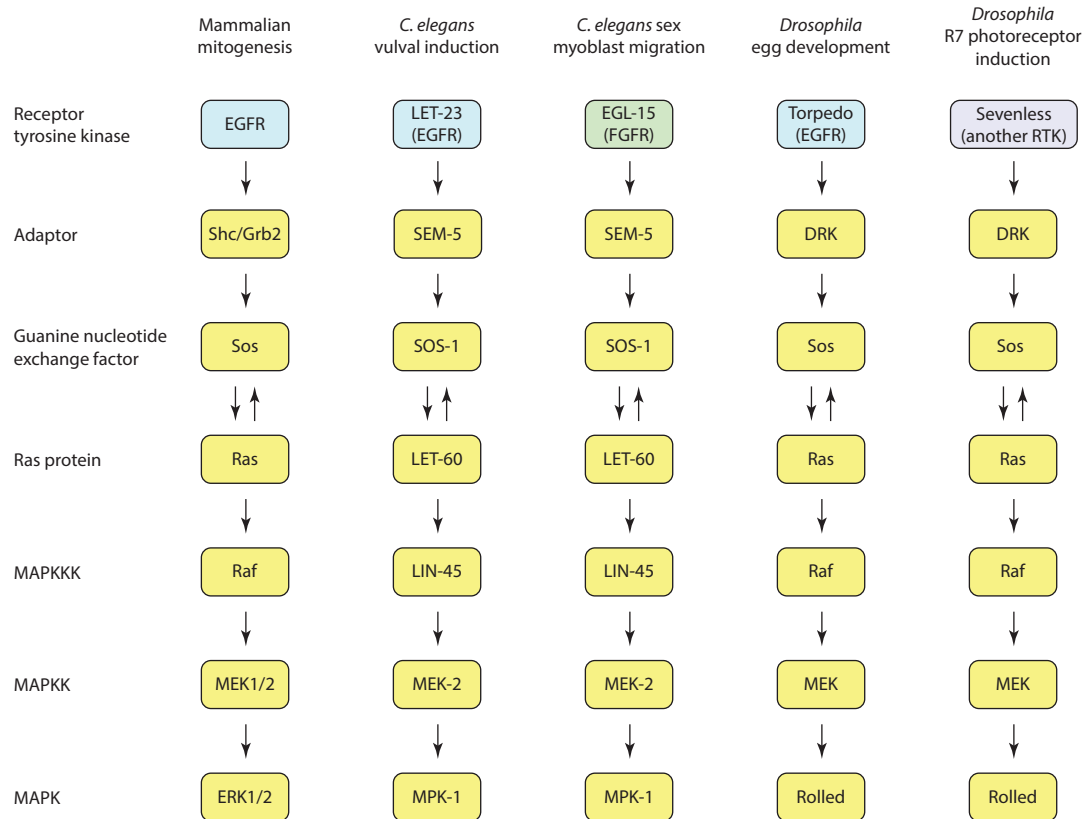 Mammalian
mitogenesis
C. elegans
vulval induction
C. elegans sex
myoblast migration
Drosophila
egg development
Drosophila
R7 photoreceptor
induction
Receptor
tyrosine kinase
EGFR
LET-23
(EGFR)
EGL-15
(FGFR)
Torpedo
(EGFR)
Sevenless
(another RTK)
Adaptor
Shc/Grb2
SEM-5
SEM-5
DRK
DRK
Guanine nucleotide
exchange factor
Sos
SOS-1
SOS-1
Sos
Sos
Ras protein
Ras
LET-60
LET-60
Ras
Ras
MAPKKK
Raf
LIN-45
LIN-45
Raf
Raf
MAPKK
MEK1/2
MEK-2
MEK-2
MEK
MEK
MAPK
ERK1/2
MPK-1
MPK-1
Rolled
Rolled